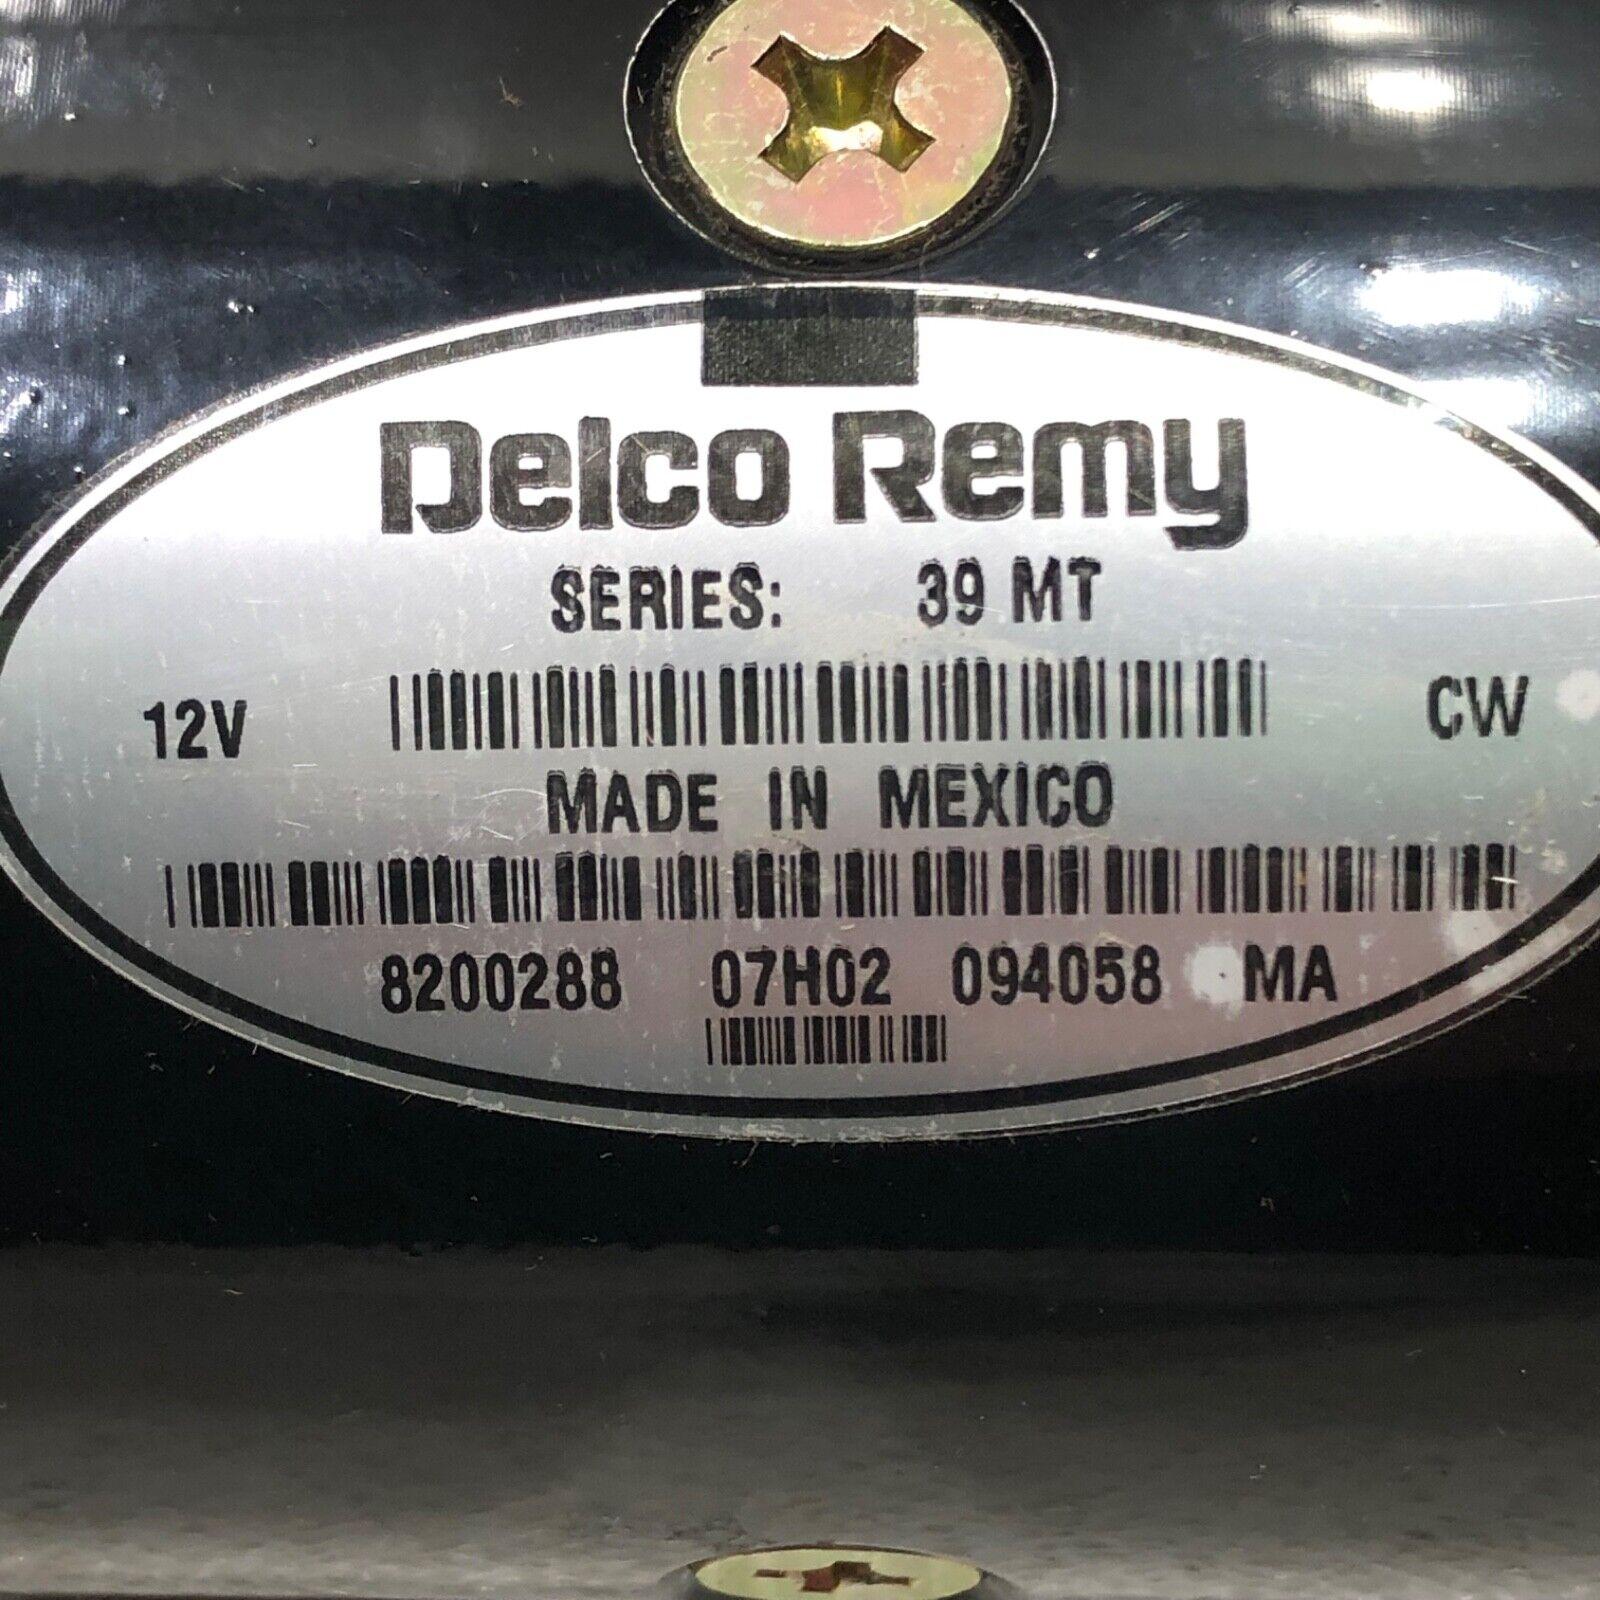 Delco Remy
SERIES: 39 MT
12V CW
MADE IN MEXICO
8200288 07H02 094058 MA